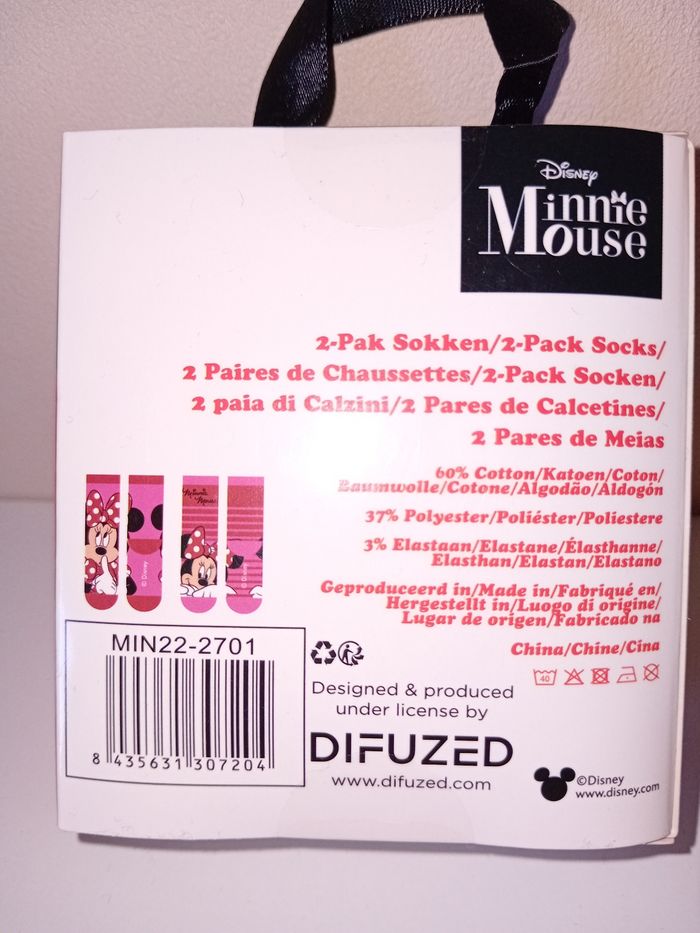 Disney
Minnie
Mouse
2-Pak Sokken/2-Pack Socks/
2 Paires de Chaussettes/2-Pack Socken/
2 paia di Calzini/2 Pares de Calcetines/
2 Pares de Meias
60% Cotton/Katoen/Coton/
Baumwolle/Cotone/Algodão/Aldogón
37% Polyester/Poliéster/Poliestere
3% Elastaan/Elastane/Élasthanne/
Elasthan/Elastan/Elastano
Geproduceerd in/Made in/Fabriqué en/
Hergestellt in/Luogo di origine/
Lugar de origen/Fabricado na
China/Chine/Cina
40
Minnie
Mouse
© Disney
© Disney
MIN22-2701
8 435631 307204
Designed & produced
under license by
DIFUZED
www.difuzed.com
©Disney
www.disney.com